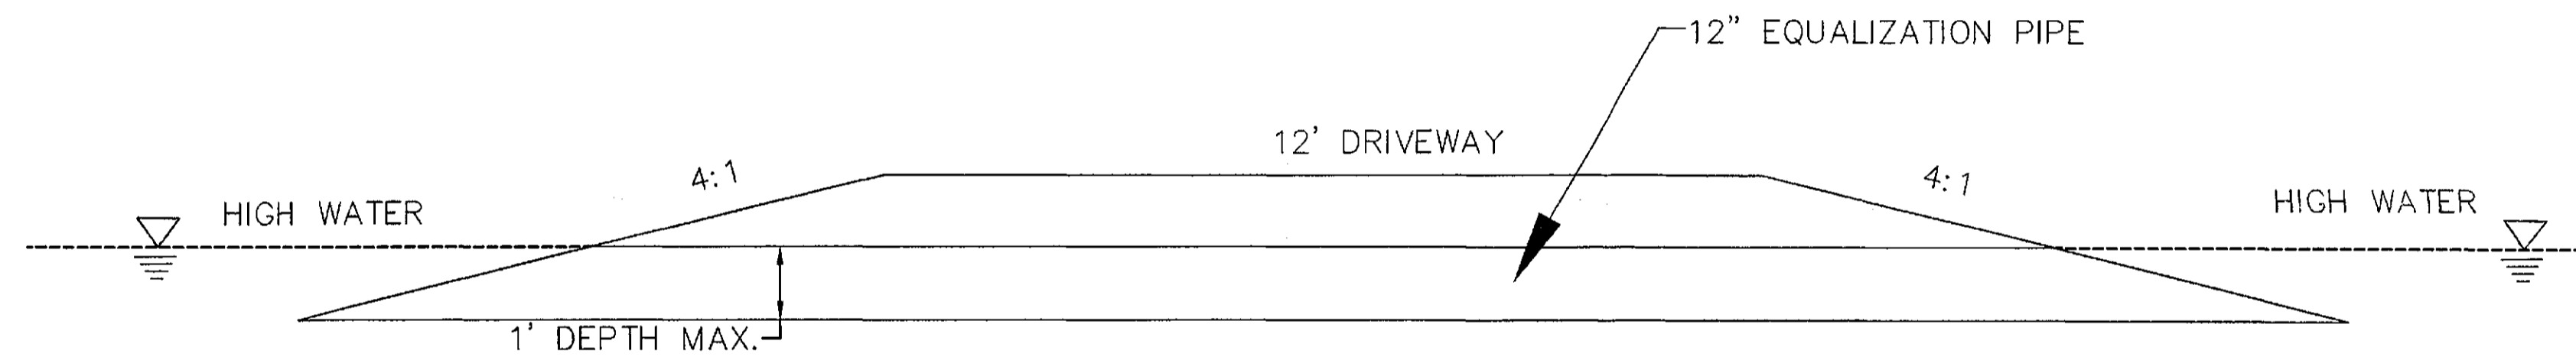 12" EQUALIZATION PIPE
12' DRIVEWAY
4:1
4:1
HIGH WATER
HIGH WATER
1' DEPTH MAX.